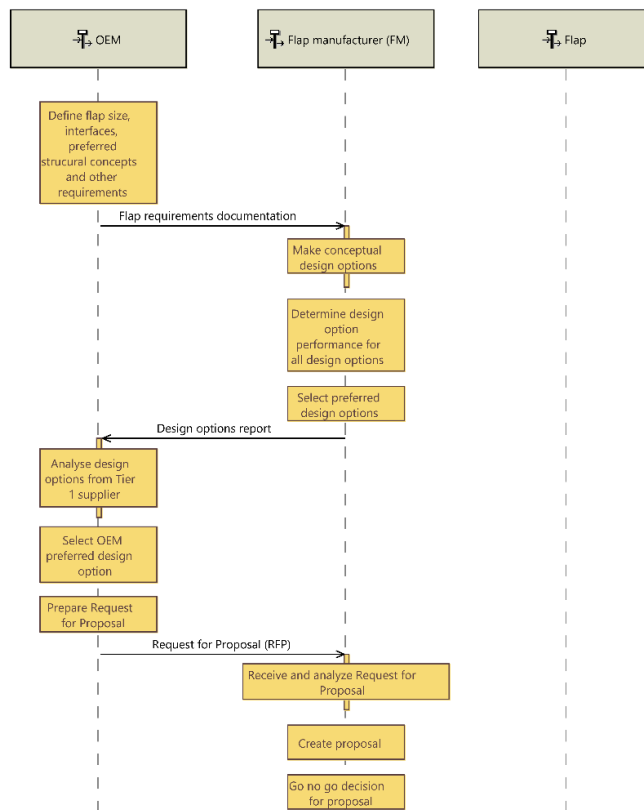 OEM
Flap manufacturer (FM)
Flap
Define flap size,
interfaces,
preferred
strucural concepts
and other
requirements
Flap requirements documentation
Make conceptual
design options
Determine design
option
performance for
all design options
Select preferred
design options
Design options report
Analyse design
options from Tier
1 supplier
Select OEM
preferred design
option
Prepare Request
for Proposal
Request for Proposal (RFP)
Receive and analyze Request for
Proposal
Create proposal
Go no go decision
for proposal